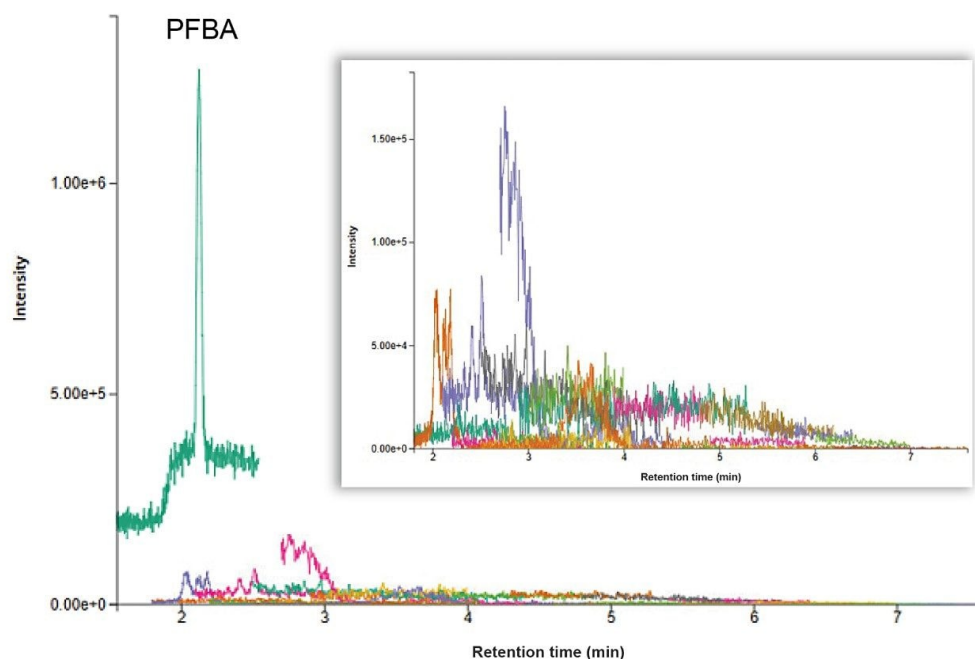 PFBA
1.00e+6
5.00e+5
0.00e+0
Intensity
2 3 4 5 6 7
Retention time (min)
1.50e+5
1.00e+5
5.00e+4
0.00e+0
Intensity
2 3 4 5 6 7
Retention time (min)